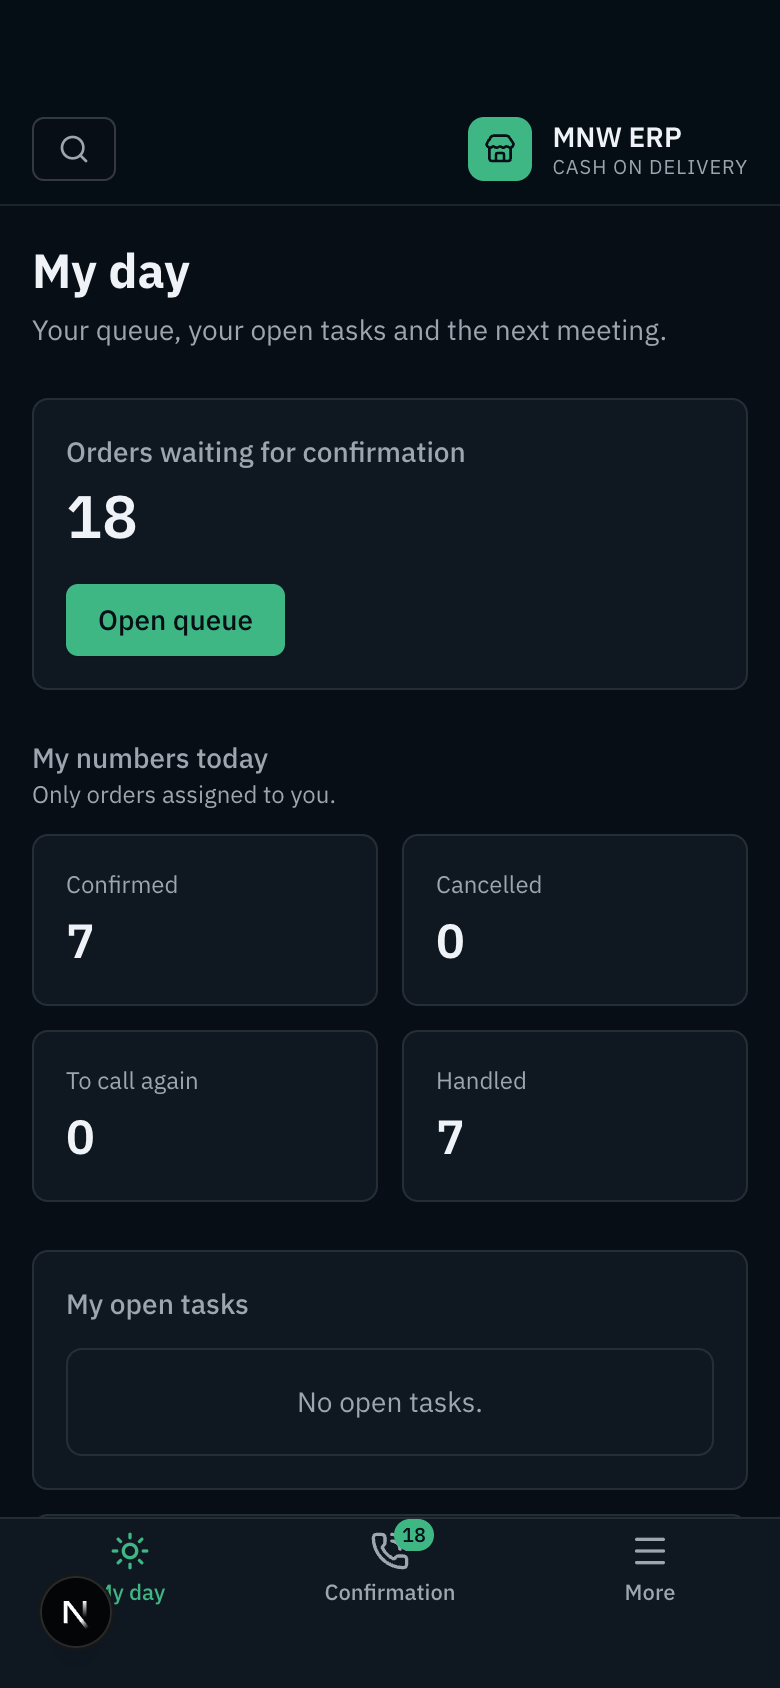 MNW ERP
CASH ON DELIVERY
My day
Your queue, your open tasks and the next meeting.
Orders waiting for confirmation
18
Open queue
My numbers today
Only orders assigned to you.
Confirmed
7
Cancelled
0
To call again
0
Handled
7
My open tasks
No open tasks.
18
My day
Confirmation
More
N